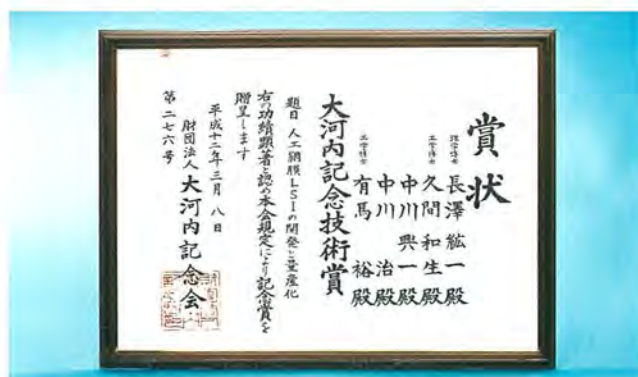 賞状
理学博士 長澤 紘一 殿
工学博士 久間 和生 殿
中川 興一 殿
中川 治 殿
工学博士 有馬 裕 殿
大河内記念技術賞
題目 人工網膜LSIの開発と量産化
右の功績顕著と認め本会規定により記念賞を
贈呈します
平成十二年三月八日
財団法人 大河内記念会
第二七六号